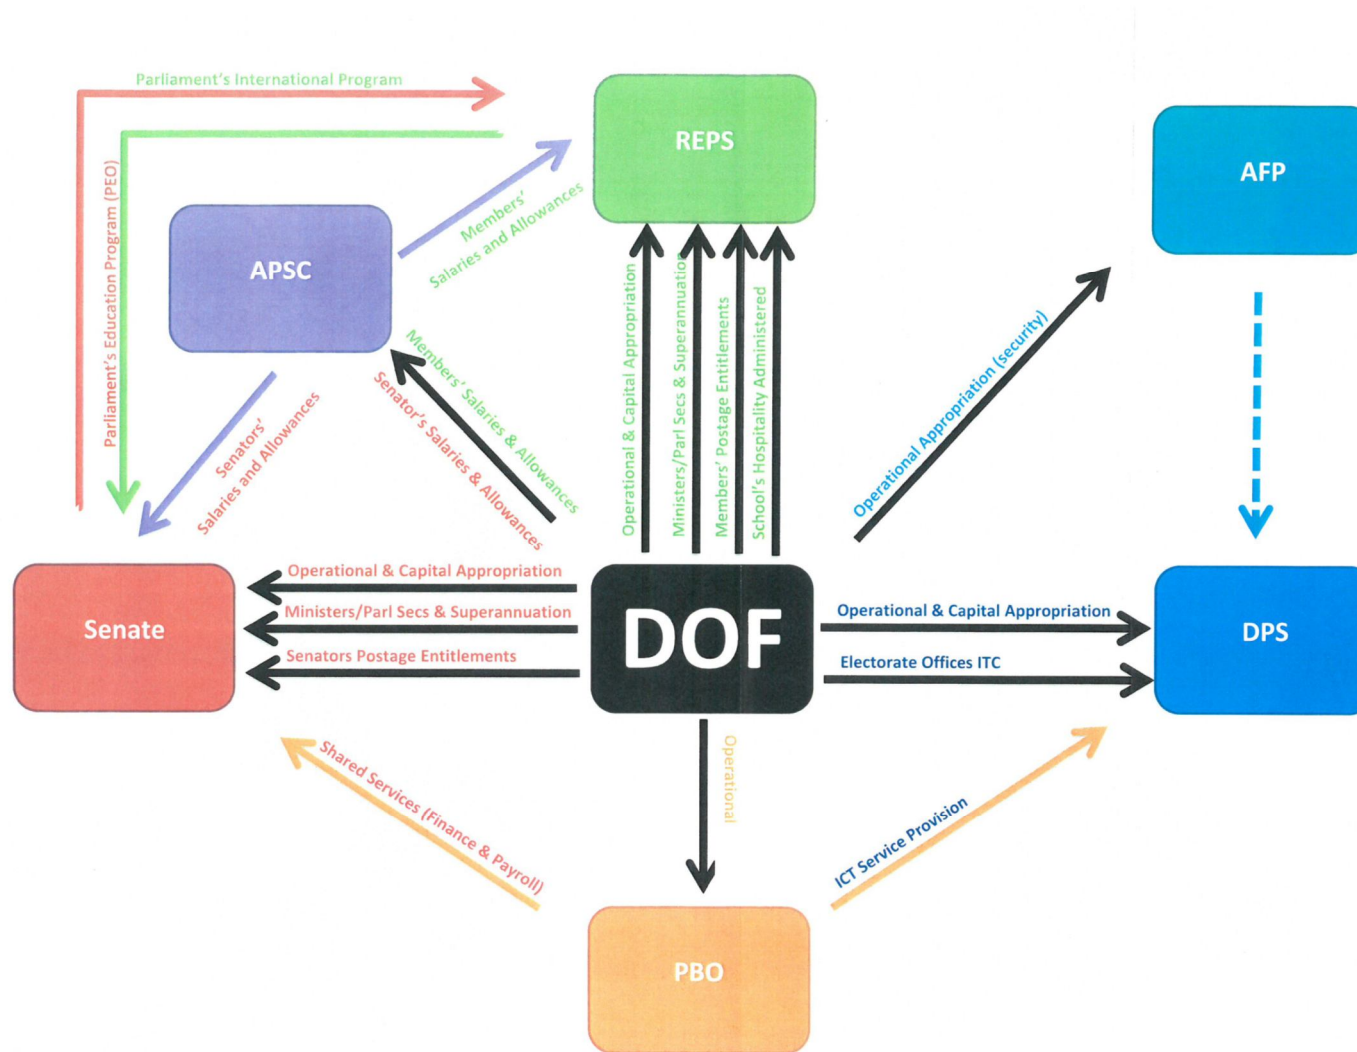 Parliament's International Program
REPS
AFP
Parliament's Education Program (PEO)
APSC
Members'
Salaries and Allowances
Senators'
Salaries and Allowances
Members' Salaries & Allowances
Senator's Salaries & Allowances
Operational & Capital Appropriation
Ministers/Parl Secs & Superannuation
Members' Postage Entitlements
School's Hospitality Administered
Operational Appropriation (security)
Senate
Operational & Capital Appropriation
Ministers/Parl Secs & Superannuation
Senators Postage Entitlements
DOF
Operational & Capital Appropriation
Electorate Offices ITC
DPS
Shared Services (Finance & Payroll)
Operational
ICT Service Provision
PBO